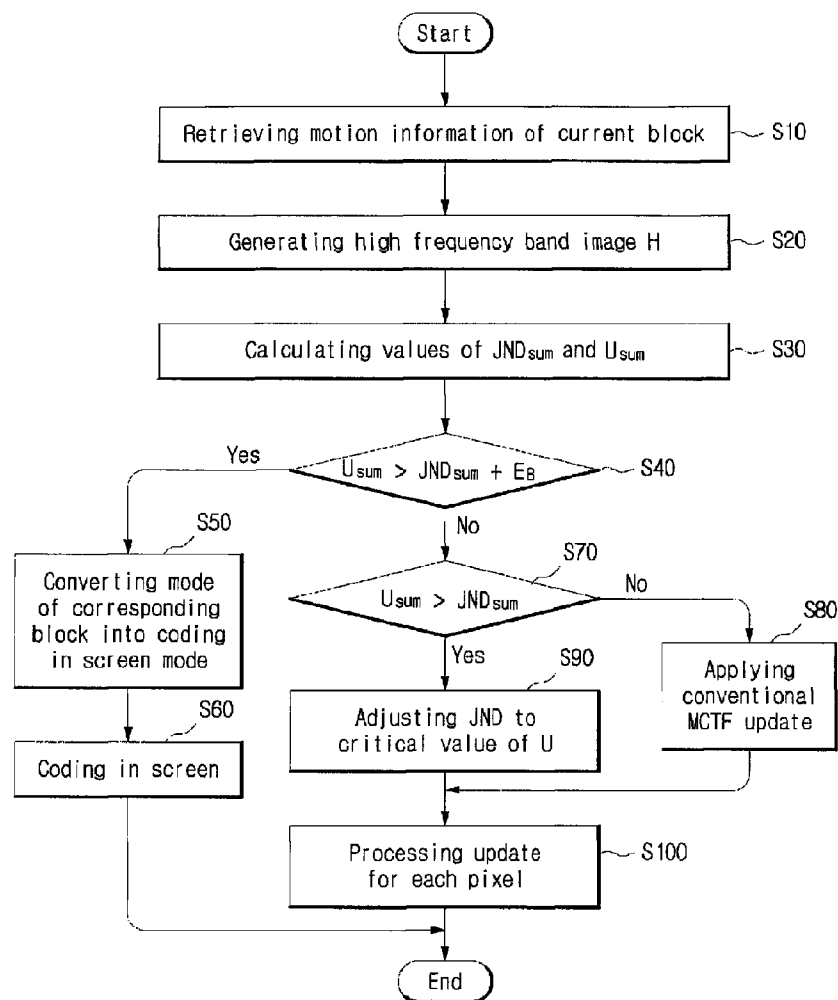 Start
Retrieving motion information of current block
S10
Generating high frequency band image H
S20
Calculating values of JNDsum and Usum
S30
Usum > JNDsum + EB
S40
Yes
No
S50
Converting mode
of corresponding
block into coding
in screen mode
S60
Coding in screen
S70
Usum > JNDsum
No
Yes
S80
Applying
conventional
MCTF update
S90
Adjusting JND to
critical value of U
Processing update
for each pixel
S100
End